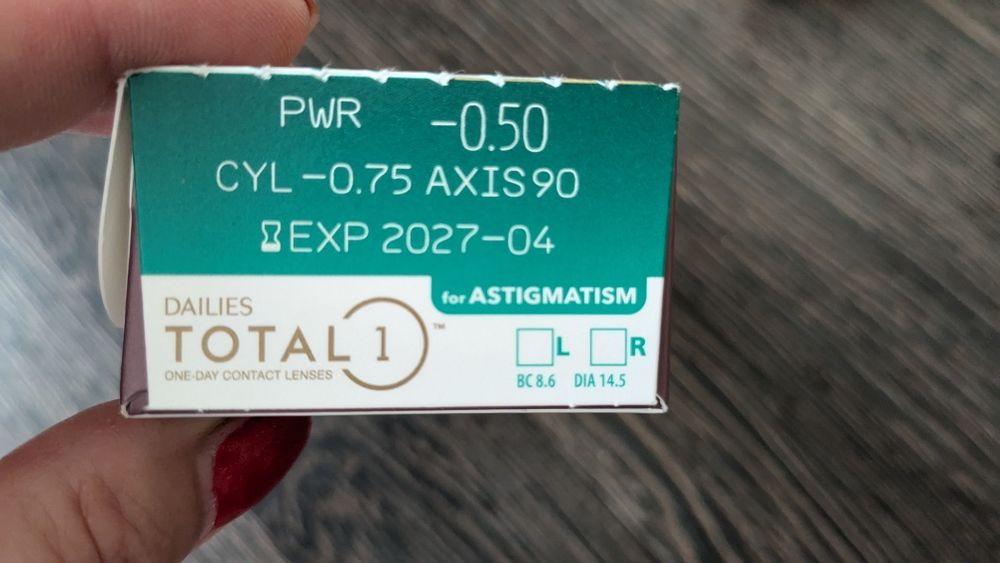 PWR -0.50
CYL -0.75 AXIS 90
EXP 2027-04
for ASTIGMATISM
DAILIES
TOTAL 1™
ONE-DAY CONTACT LENSES
L R
BC 8.6 DIA 14.5